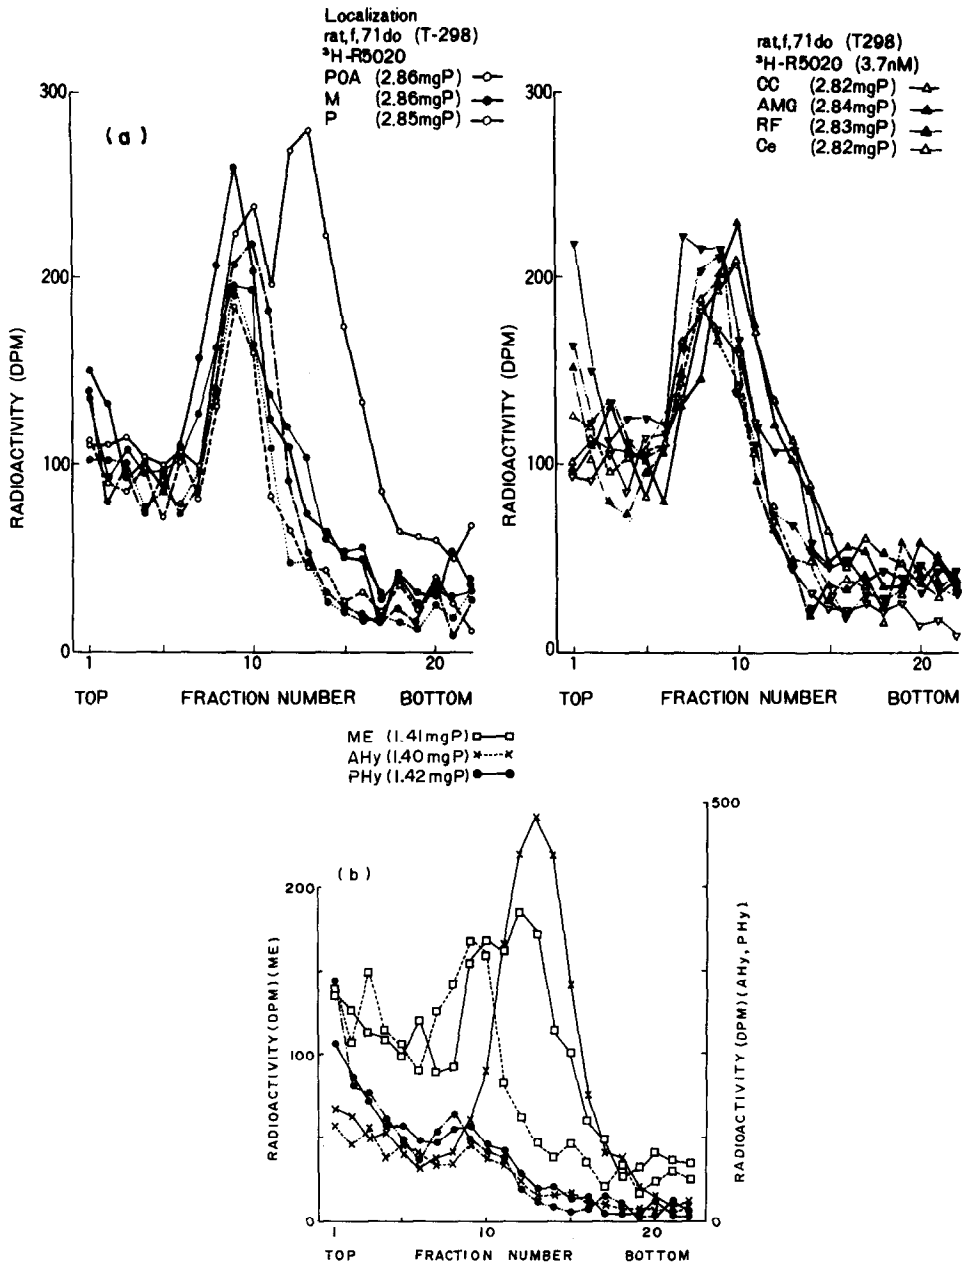 Localization
rat,f,71do (T-298)
³H-R5020
POA (2.86mgP)
M (2.86mgP)
P (2.85mgP)
(a)
300
200
100
0
RADIOACTIVITY (DPM)
1 10 20
TOP FRACTION NUMBER BOTTOM
rat,f,71do (T298)
³H-R5020 (3.7nM)
CC (2.82mgP)
AMG (2.84mgP)
RF (2.83mgP)
Ce (2.82mgP)
300
200
100
0
RADIOACTIVITY (DPM)
1 10 20
TOP FRACTION NUMBER BOTTOM
ME (1.41mgP)
AHy (1.40mgP)
PHy (1.42mgP)
(b)
200
100
0
RADIOACTIVITY (DPM) (ME)
500
0
RADIOACTIVITY (DPM) (AHy, PHy)
1 10 20
TOP FRACTION NUMBER BOTTOM